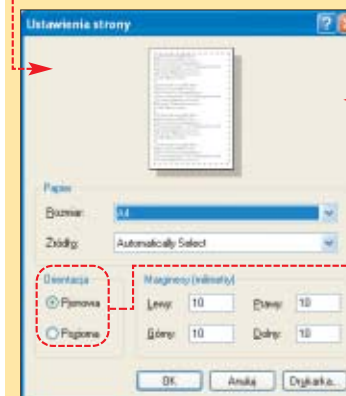 Ustawienia strony
Papier
Rozmiar: A4
Źródło: Automatically Select
Orientacja
Pionowa
Pozioma
Marginesy (milimetry)
Lewy: 10 Prawy: 10
Górny: 10 Dolny: 10
OK Anuluj Drukarka...